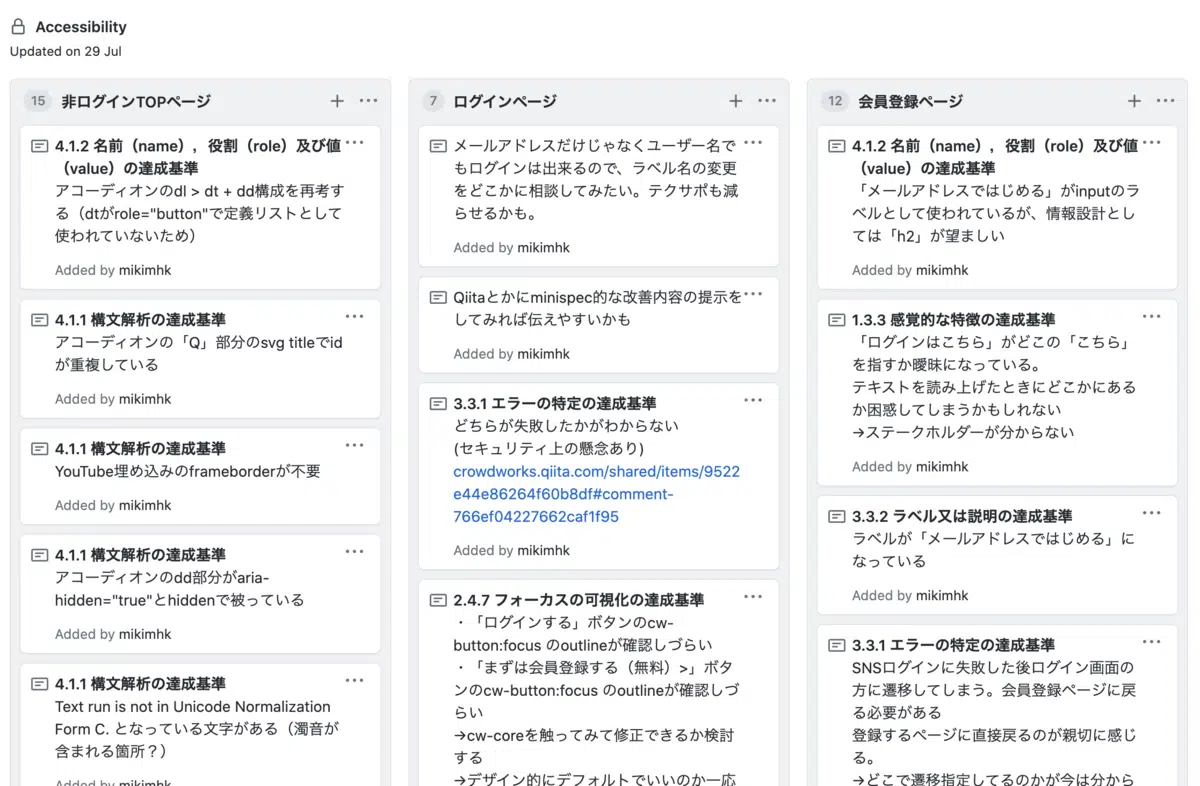 Accessibility
Updated on 29 Jul
15 非ログインTOPページ
4.1.2 名前（name），役割（role）及び値
（value）の達成基準
アコーディオンのdl > dt + dd構成を再考す
る（dtがrole="button"で定義リストとして
使われていないため）
Added by mikimhk
4.1.1 構文解析の達成基準
アコーディオンの「Q」部分のsvg titleでid
が重複している
Added by mikimhk
4.1.1 構文解析の達成基準
YouTube埋め込みのframeborderが不要
Added by mikimhk
4.1.1 構文解析の達成基準
アコーディオンのdd部分がaria-
hidden="true"とhiddenで被っている
Added by mikimhk
4.1.1 構文解析の達成基準
Text run is not in Unicode Normalization
Form C. となっている文字がある（濁音が
含まれる箇所？）
Added by mikimhk
7 ログインページ
メールアドレスだけじゃなくユーザー名で
もログインは出来るので、ラベル名の変更
をどこかに相談してみたい。テクサポも減
らせるかも。
Added by mikimhk
Qiitaとかにminispec的な改善内容の提示を
してみれば伝えやすいかも
Added by mikimhk
3.3.1 エラーの特定の達成基準
どちらが失敗したかがわからない
(セキュリティ上の懸念あり)
crowdworks.qiita.com/shared/items/9522
e44e86264f60b8df#comment-
766ef04227662caf1f95
Added by mikimhk
2.4.7 フォーカスの可視化の達成基準
・「ログインする」ボタンのcw-
button:focus のoutlineが確認しづらい
・「まずは会員登録する（無料）>」ボタ
ンのcw-button:focus のoutlineが確認しづ
らい
→cw-coreを触ってみて修正できるか検討
する
→デザイン的にデフォルトでいいのか一応
12 会員登録ページ
4.1.2 名前（name），役割（role）及び値
（value）の達成基準
「メールアドレスではじめる」がinputのラ
ベルとして使われているが、情報設計とし
ては「h2」が望ましい
Added by mikimhk
1.3.3 感覚的な特徴の達成基準
「ログインはこちら」がどこの「こちら」
を指すか曖昧になっている。
テキストを読み上げたときにどこかにある
か困惑してしまうかもしれない
→ステークホルダーが分からない
Added by mikimhk
3.3.2 ラベル又は説明の達成基準
ラベルが「メールアドレスではじめる」に
なっている
Added by mikimhk
3.3.1 エラーの特定の達成基準
SNSログインに失敗した後ログイン画面の
方に遷移してしまう。会員登録ページに戻
る必要がある
登録するページに直接戻るのが親切に感じ
る。
→どこで遷移指定してるのかが今は分から